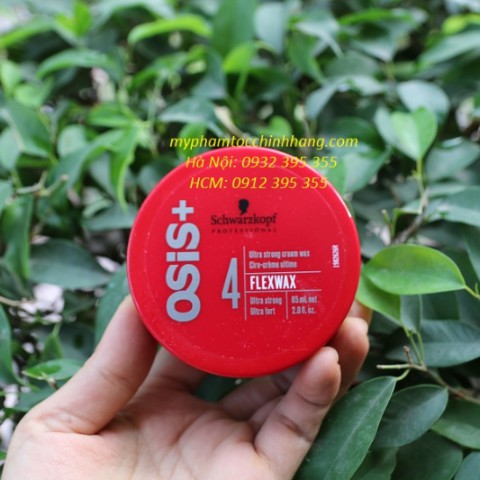 myphamtocchinhhang.com
Hà Nội: 0932 395 355
HCM: 0912 395 355
Schwarzkopf
PROFESSIONAL
OSiS+
4
Ultra strong cream wax
Cire-crème ultime
FLEXWAX
Ultra strong
Ultra fort
85 mL net
2.8 fl. oz.